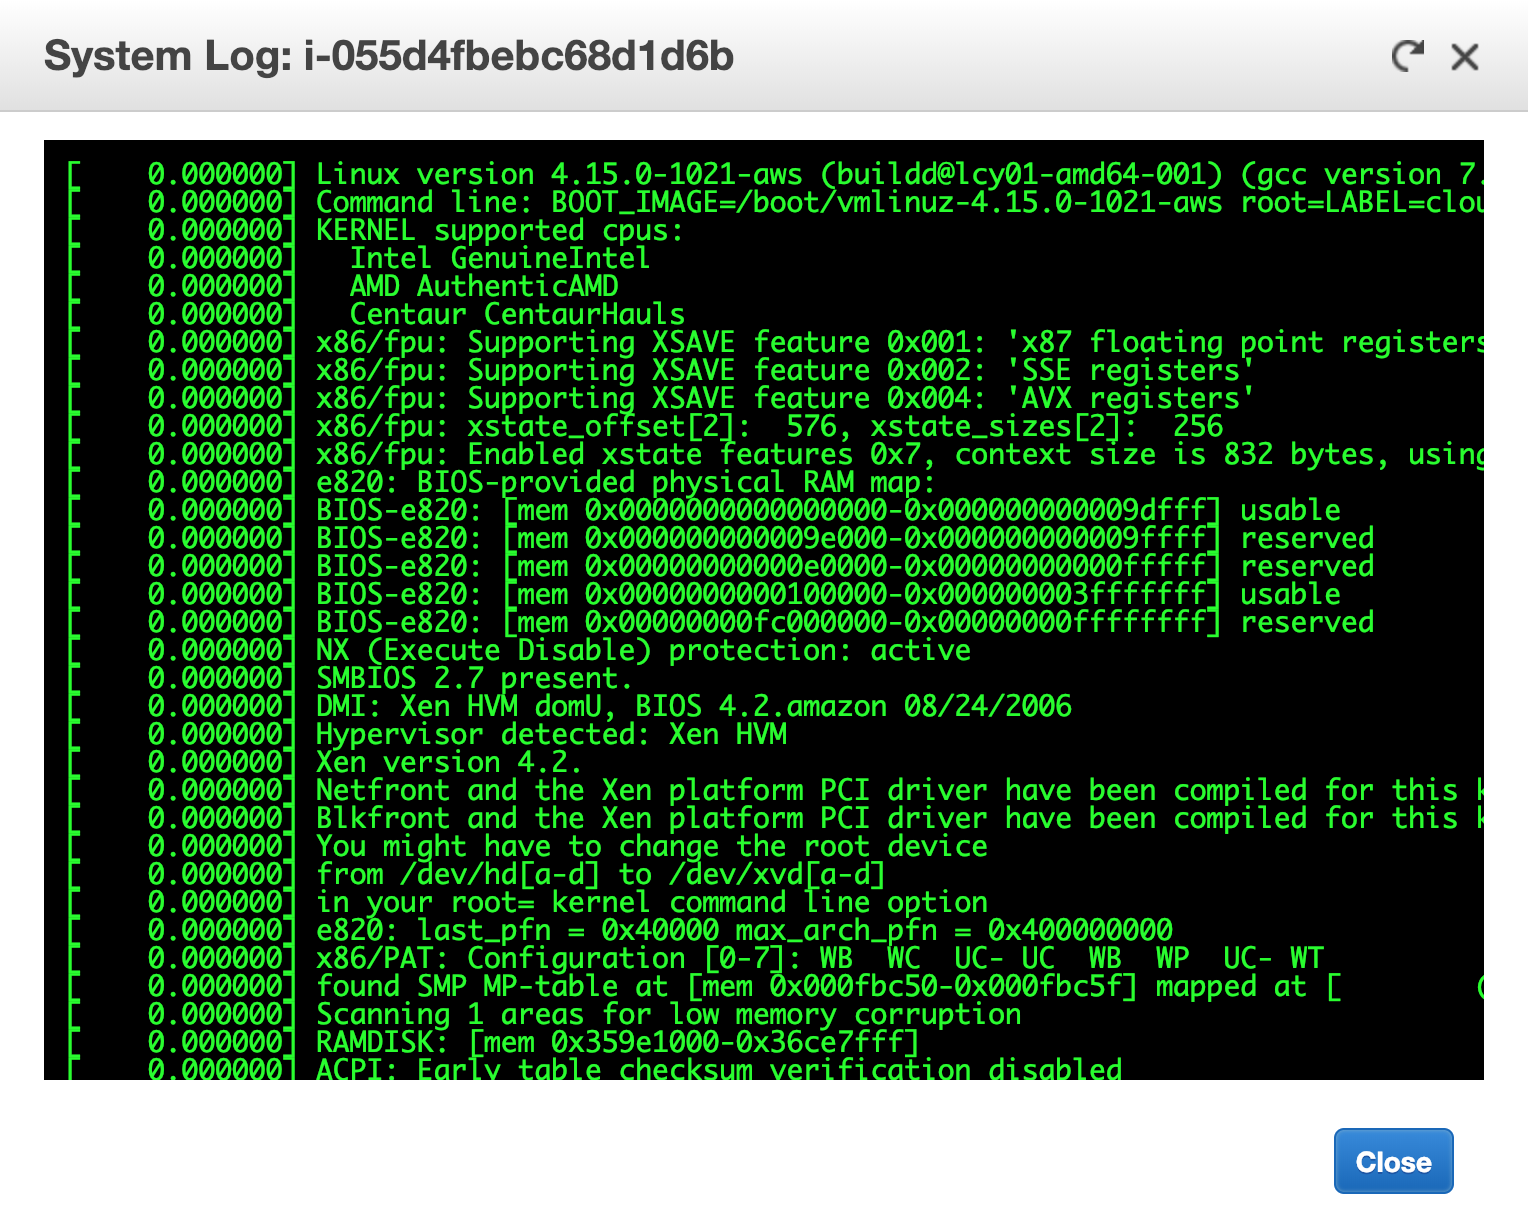 System Log: i-055d4fbebc68d1d6b
[    0.000000] Linux version 4.15.0-1021-aws (buildd@lcy01-amd64-001) (gcc version 7.
[    0.000000] Command line: BOOT_IMAGE=/boot/vmlinuz-4.15.0-1021-aws root=LABEL=clou
[    0.000000] KERNEL supported cpus:
[    0.000000]   Intel GenuineIntel
[    0.000000]   AMD AuthenticAMD
[    0.000000]   Centaur CentaurHauls
[    0.000000] x86/fpu: Supporting XSAVE feature 0x001: 'x87 floating point registers
[    0.000000] x86/fpu: Supporting XSAVE feature 0x002: 'SSE registers'
[    0.000000] x86/fpu: Supporting XSAVE feature 0x004: 'AVX registers'
[    0.000000] x86/fpu: xstate_offset[2]:  576, xstate_sizes[2]:  256
[    0.000000] x86/fpu: Enabled xstate features 0x7, context size is 832 bytes, using
[    0.000000] e820: BIOS-provided physical RAM map:
[    0.000000] BIOS-e820: [mem 0x0000000000000000-0x000000000009dfff] usable
[    0.000000] BIOS-e820: [mem 0x000000000009e000-0x000000000009ffff] reserved
[    0.000000] BIOS-e820: [mem 0x00000000000e0000-0x00000000000fffff] reserved
[    0.000000] BIOS-e820: [mem 0x0000000000100000-0x000000003fffffff] usable
[    0.000000] BIOS-e820: [mem 0x00000000fc000000-0x00000000ffffffff] reserved
[    0.000000] NX (Execute Disable) protection: active
[    0.000000] SMBIOS 2.7 present.
[    0.000000] DMI: Xen HVM domU, BIOS 4.2.amazon 08/24/2006
[    0.000000] Hypervisor detected: Xen HVM
[    0.000000] Xen version 4.2.
[    0.000000] Netfront and the Xen platform PCI driver have been compiled for this k
[    0.000000] Blkfront and the Xen platform PCI driver have been compiled for this k
[    0.000000] You might have to change the root device
[    0.000000] from /dev/hd[a-d] to /dev/xvd[a-d]
[    0.000000] in your root= kernel command line option
[    0.000000] e820: last_pfn = 0x40000 max_arch_pfn = 0x400000000
[    0.000000] x86/PAT: Configuration [0-7]: WB  WC  UC- UC  WB  WP  UC- WT
[    0.000000] found SMP MP-table at [mem 0x000fbc50-0x000fbc5f] mapped at [        (
[    0.000000] Scanning 1 areas for low memory corruption
[    0.000000] RAMDISK: [mem 0x359e1000-0x36ce7fff]
[    0.000000] ACPI: Early table checksum verification disabled
Close